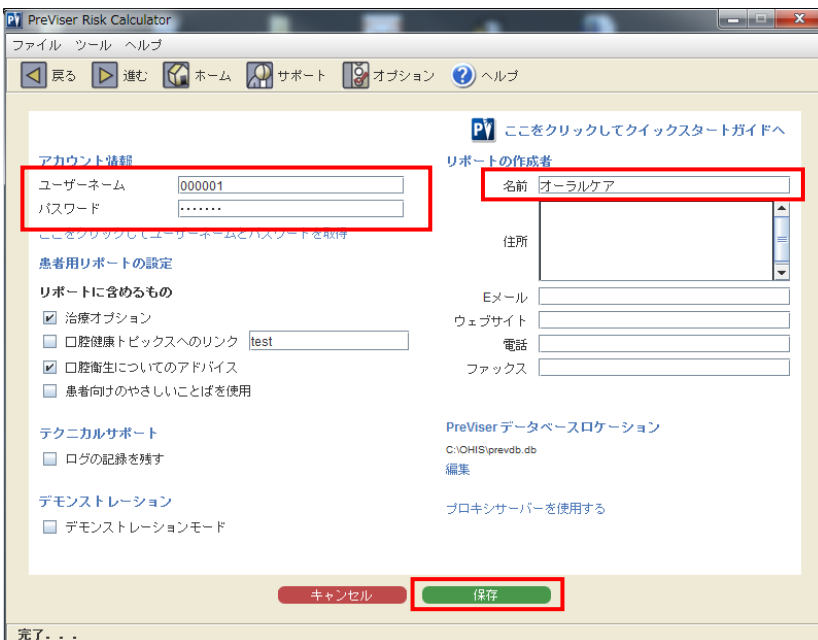 PreViser Risk Calculator
ファイル ツール ヘルプ
戻る 進む ホーム サポート オプション ヘルプ
ここをクリックしてクイックスタートガイドへ
アカウント情報
ユーザーネーム 000001
パスワード ・・・・・・・
ここをクリックしてユーザーネームとパスワードを取得
患者用リポートの設定
リポートに含めるもの
治療オプション
口腔健康トピックスへのリンク test
口腔衛生についてのアドバイス
患者向けのやさしいことばを使用
テクニカルサポート
ログの記録を残す
デモンストレーション
デモンストレーションモード
リポートの作成者
名前 オーラルケア
住所
Eメール
ウェブサイト
電話
ファックス
PreViserデータベースロケーション
C:\OHIS\prevdb.db
編集
プロキシサーバーを使用する
キャンセル 保存
完了・・・